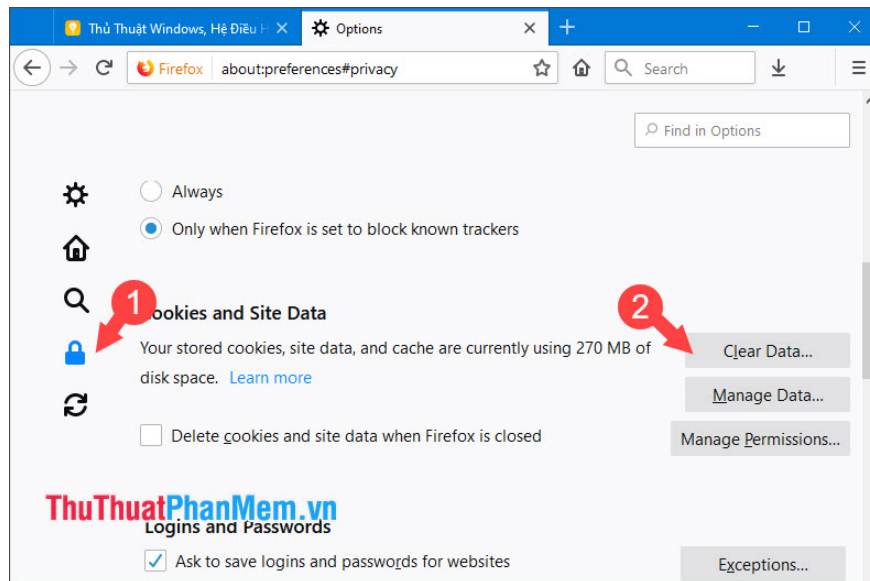 Thủ Thuật Windows, Hệ Điều H
Options
Firefox about:preferences#privacy
Search
Find in Options
Always
Only when Firefox is set to block known trackers
1
2
Cookies and Site Data
Your stored cookies, site data, and cache are currently using 270 MB of
disk space. Learn more
Clear Data...
Manage Data...
Delete cookies and site data when Firefox is closed
Manage Permissions...
ThuThuatPhanMem.vn
Logins and Passwords
Ask to save logins and passwords for websites
Exceptions...